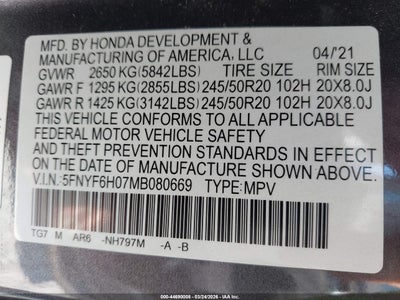 MFD. BY HONDA DEVELOPMENT &
MANUFACTURING OF AMERICA, LLC 04/21
GVWR 2650 KG(5842LBS) TIRE SIZE RIM SIZE
GAWR F 1295 KG(2855LBS) 245/50R20 102H 20X8.0J
GAWR R 1425 KG(3142LBS) 245/50R20 102H 20X8.0J
THIS VEHICLE CONFORMS TO ALL APPLICABLE
FEDERAL MOTOR VEHICLE SAFETY
AND THEFT PREVENTION STANDARDS IN EFFECT
ON THE DATE OF MANUFACTURE SHOWN ABOVE.
V.I.N.:5FNYF6H07MB080669 TYPE:MPV
TG7 M AR6 -NH797M -A -B
000-44690008 - 03/24/2026 - IAA Inc.